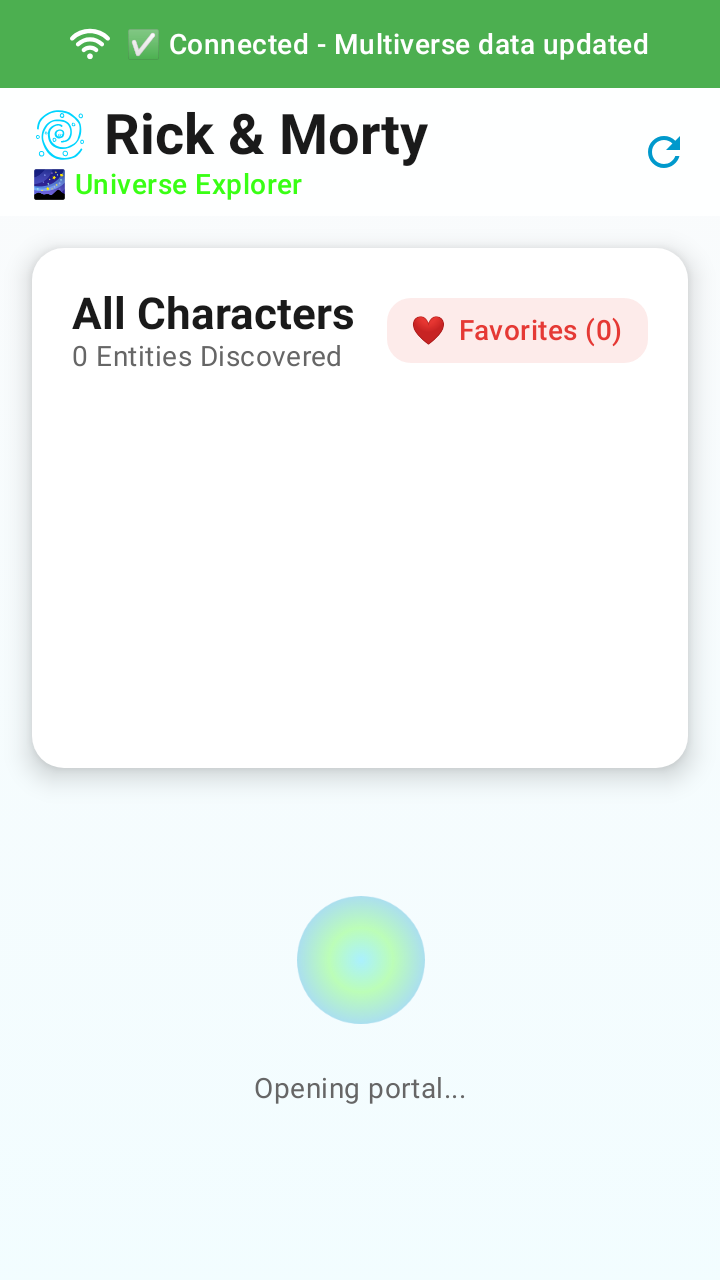 ✅ Connected - Multiverse data updated
🌀 Rick & Morty
🌌 Universe Explorer
All Characters
0 Entities Discovered
❤️ Favorites (0)
Opening portal...